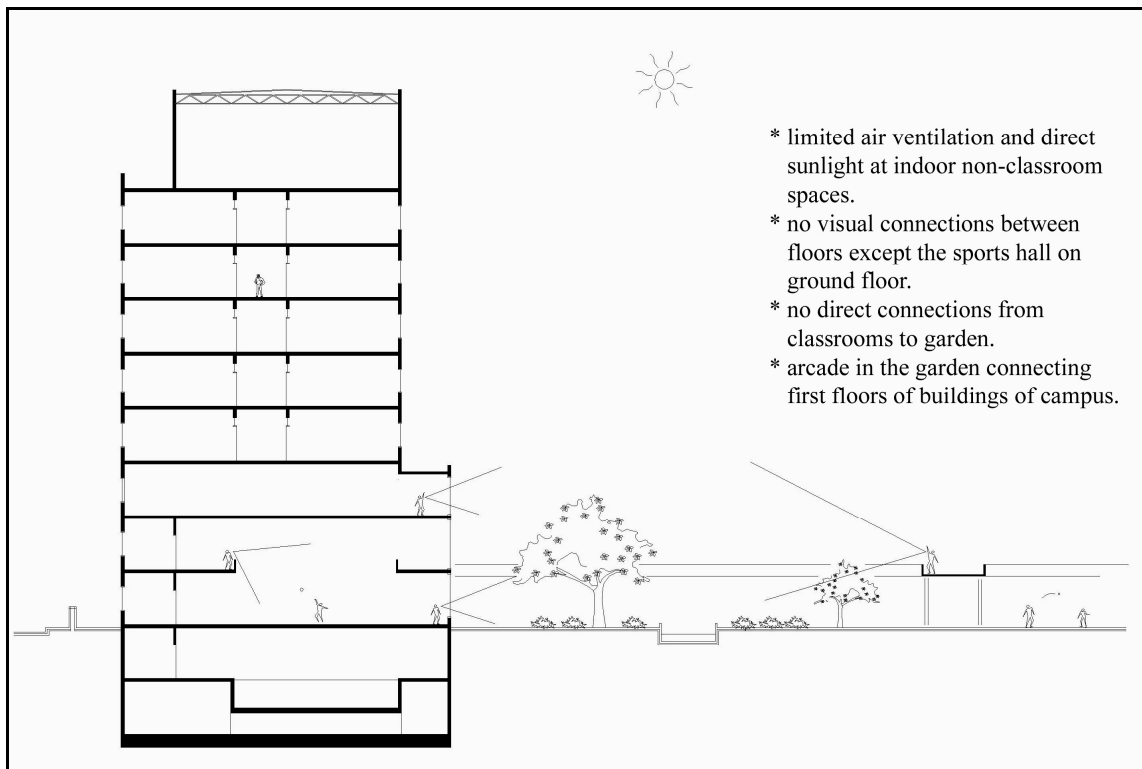 * limited air ventilation and direct
sunlight at indoor non-classroom
spaces.
* no visual connections between
floors except the sports hall on
ground floor.
* no direct connections from
classrooms to garden.
* arcade in the garden connecting
first floors of buildings of campus.